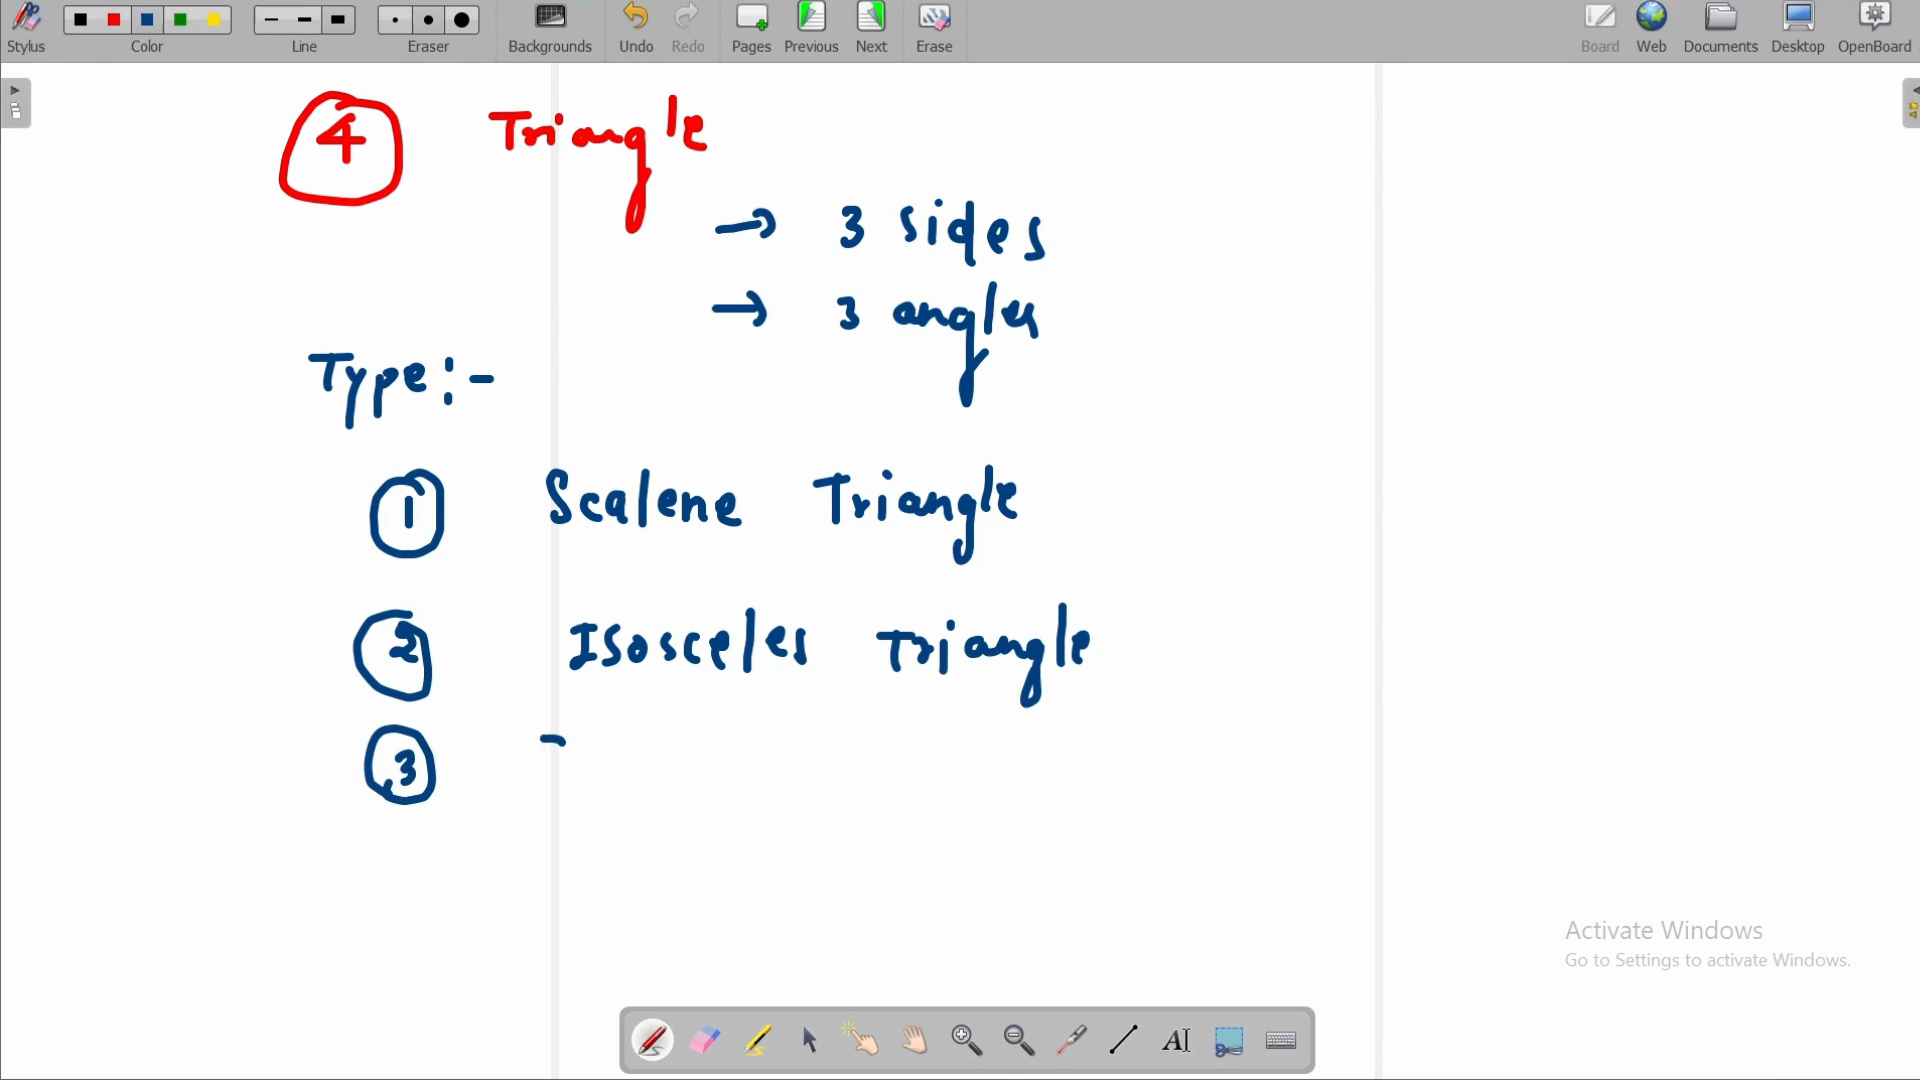 Stylus Color Line Eraser Backgrounds Undo Redo Pages Previous Next Erase Board Web Documents Desktop OpenBoard
4 Triangle
→ 3 sides
→ 3 angles
Type:-
1 Scalene Triangle
2 Isosceles Triangle
3
Activate Windows
Go to Settings to activate Windows.
AI